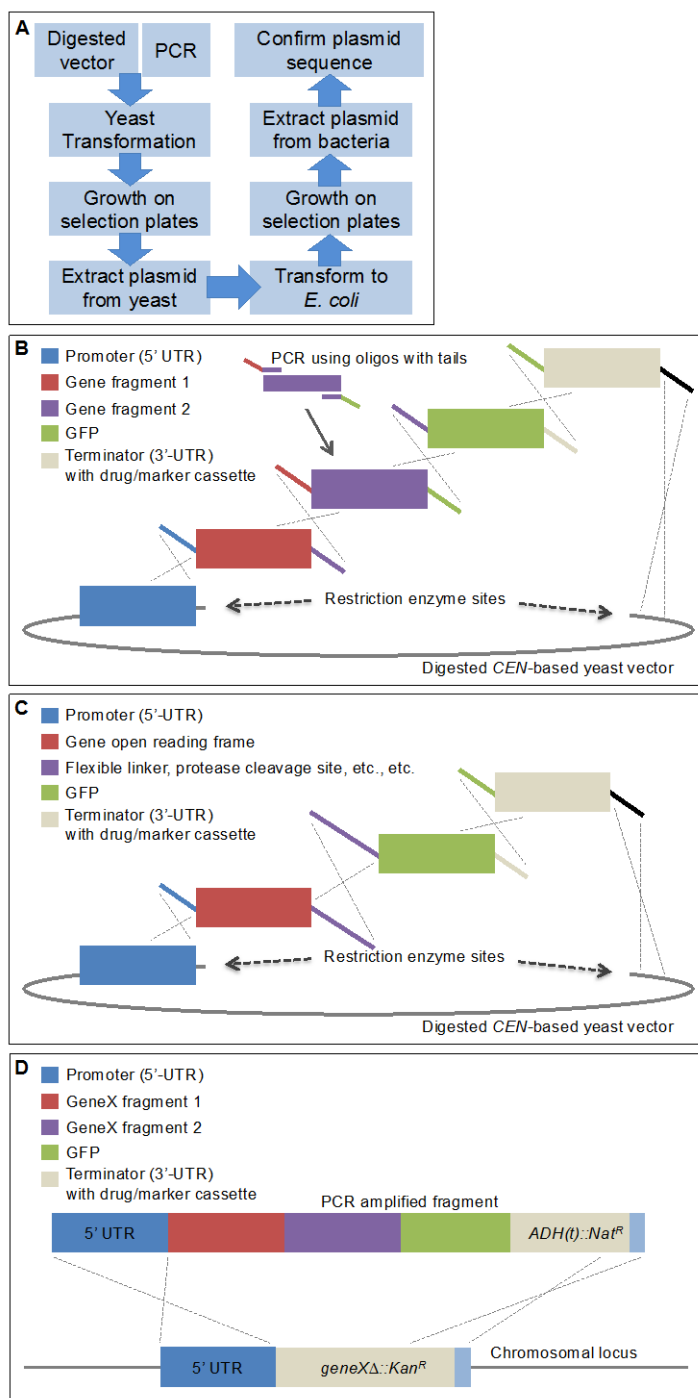 A
Digested
vector
PCR
Confirm plasmid
sequence
Yeast
Transformation
Extract plasmid
from bacteria
Growth on
selection plates
Growth on
selection plates
Extract plasmid
from yeast
Transform to
E. coli
B
Promoter (5' UTR)
Gene fragment 1
Gene fragment 2
GFP
Terminator (3'-UTR)
with drug/marker cassette
PCR using oligos with tails
Restriction enzyme sites
Digested CEN-based yeast vector
C
Promoter (5'-UTR)
Gene open reading frame
Flexible linker, protease cleavage site, etc., etc.
GFP
Terminator (3'-UTR)
with drug/marker cassette
Restriction enzyme sites
Digested CEN-based yeast vector
D
Promoter (5'-UTR)
GeneX fragment 1
GeneX fragment 2
GFP
Terminator (3'-UTR)
with drug/marker cassette
PCR amplified fragment
5' UTR
ADH(t)::Natᴿ
Chromosomal locus
5' UTR
geneXΔ::Kanᴿ